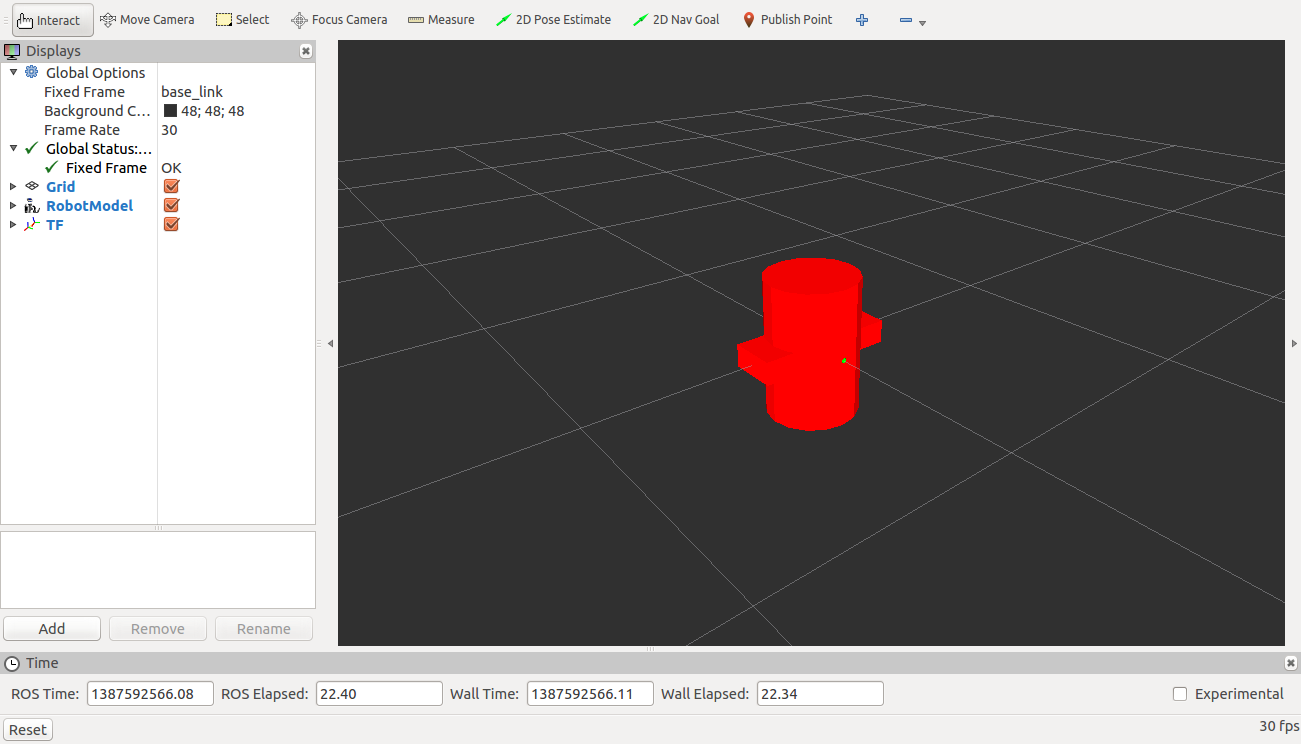 Interact Move Camera Select Focus Camera Measure 2D Pose Estimate 2D Nav Goal Publish Point
Displays
Global Options
Fixed Frame base_link
Background C... 48; 48; 48
Frame Rate 30
Global Status:...
Fixed Frame OK
Grid
RobotModel
TF
Add Remove Rename
Time
ROS Time: 1387592566.08 ROS Elapsed: 22.40 Wall Time: 1387592566.11 Wall Elapsed: 22.34 Experimental
Reset 30 fps